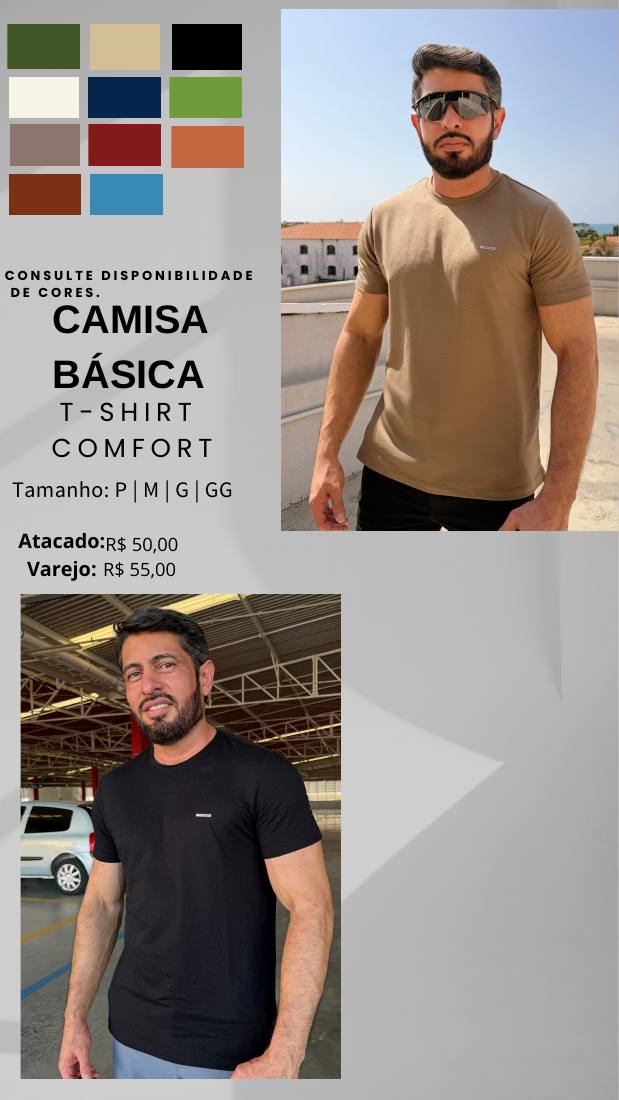 CONSULTE DISPONIBILIDADE
DE CORES.
CAMISA
BÁSICA
T-SHIRT
COMFORT
Tamanho: P | M | G | GG
Atacado: R$ 50,00
Varejo: R$ 55,00